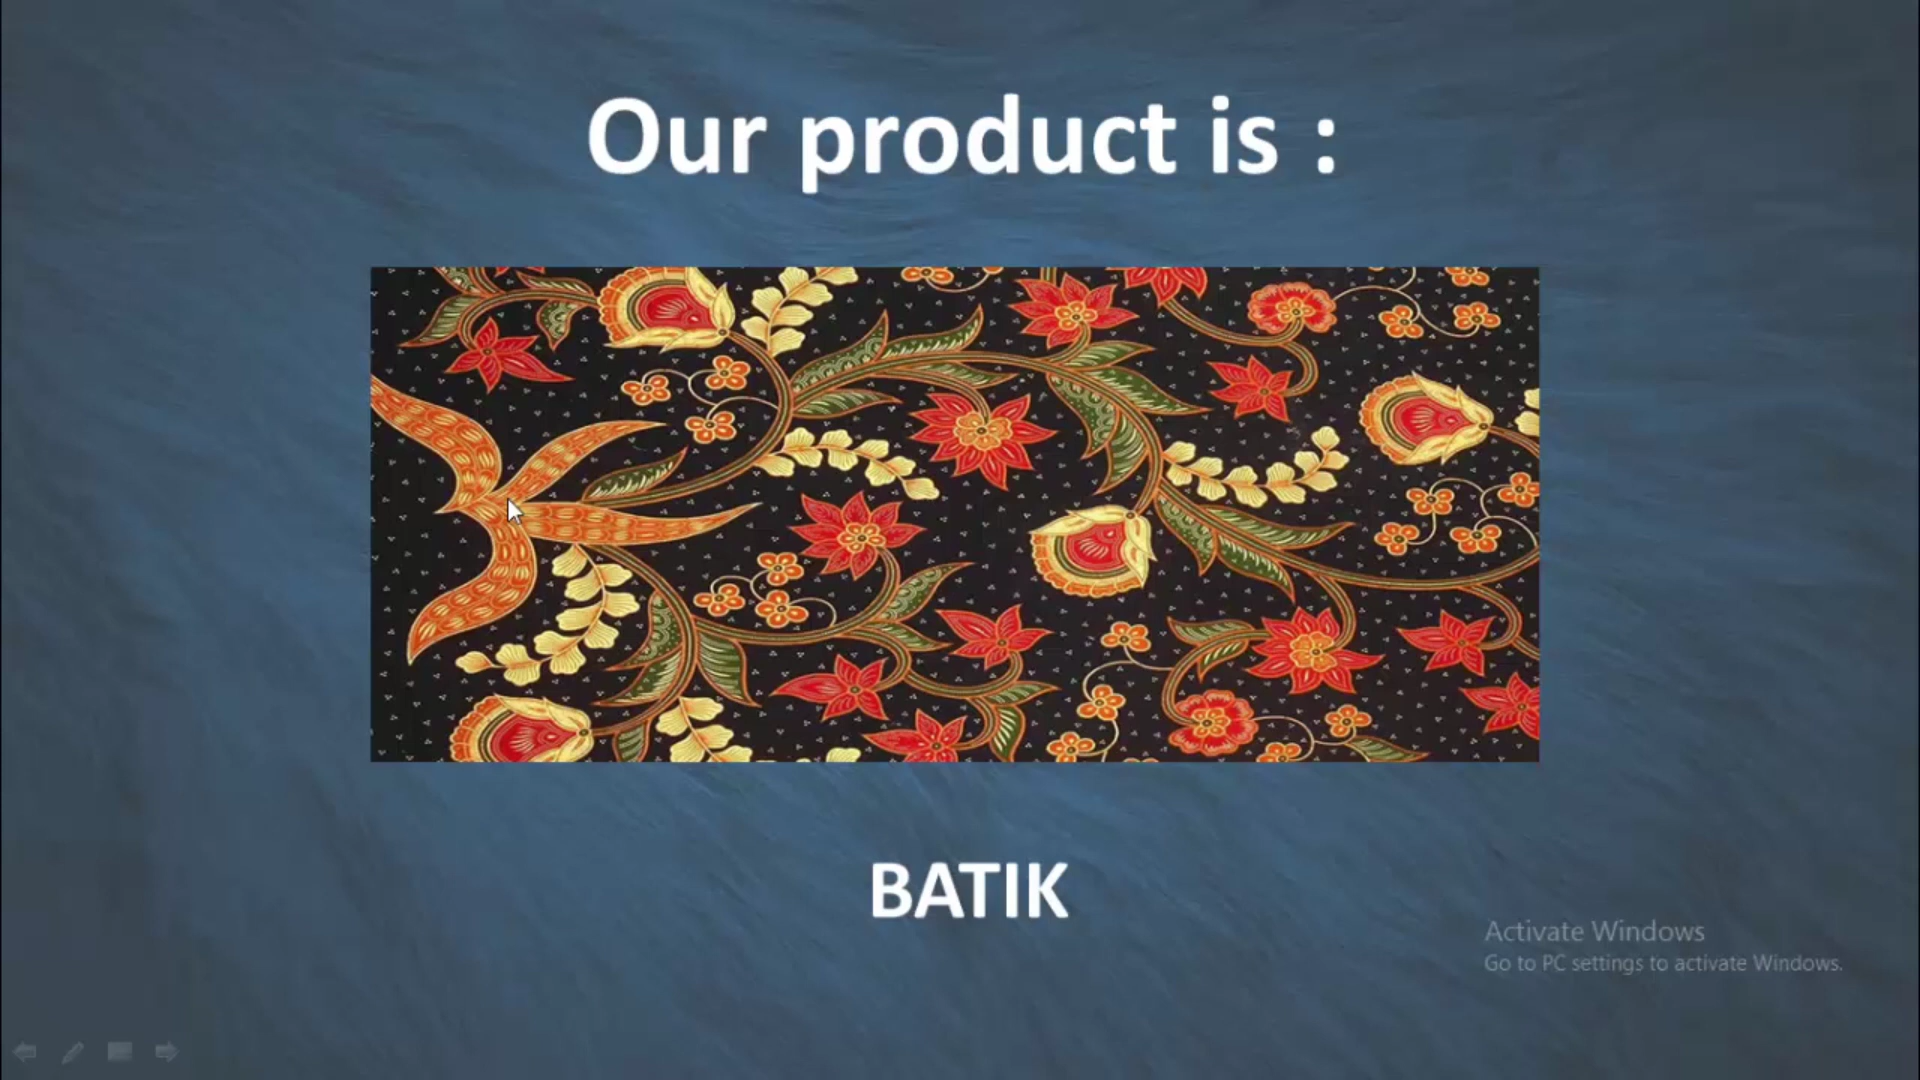 Our product is :
BATIK
Activate Windows
Go to PC settings to activate Windows.